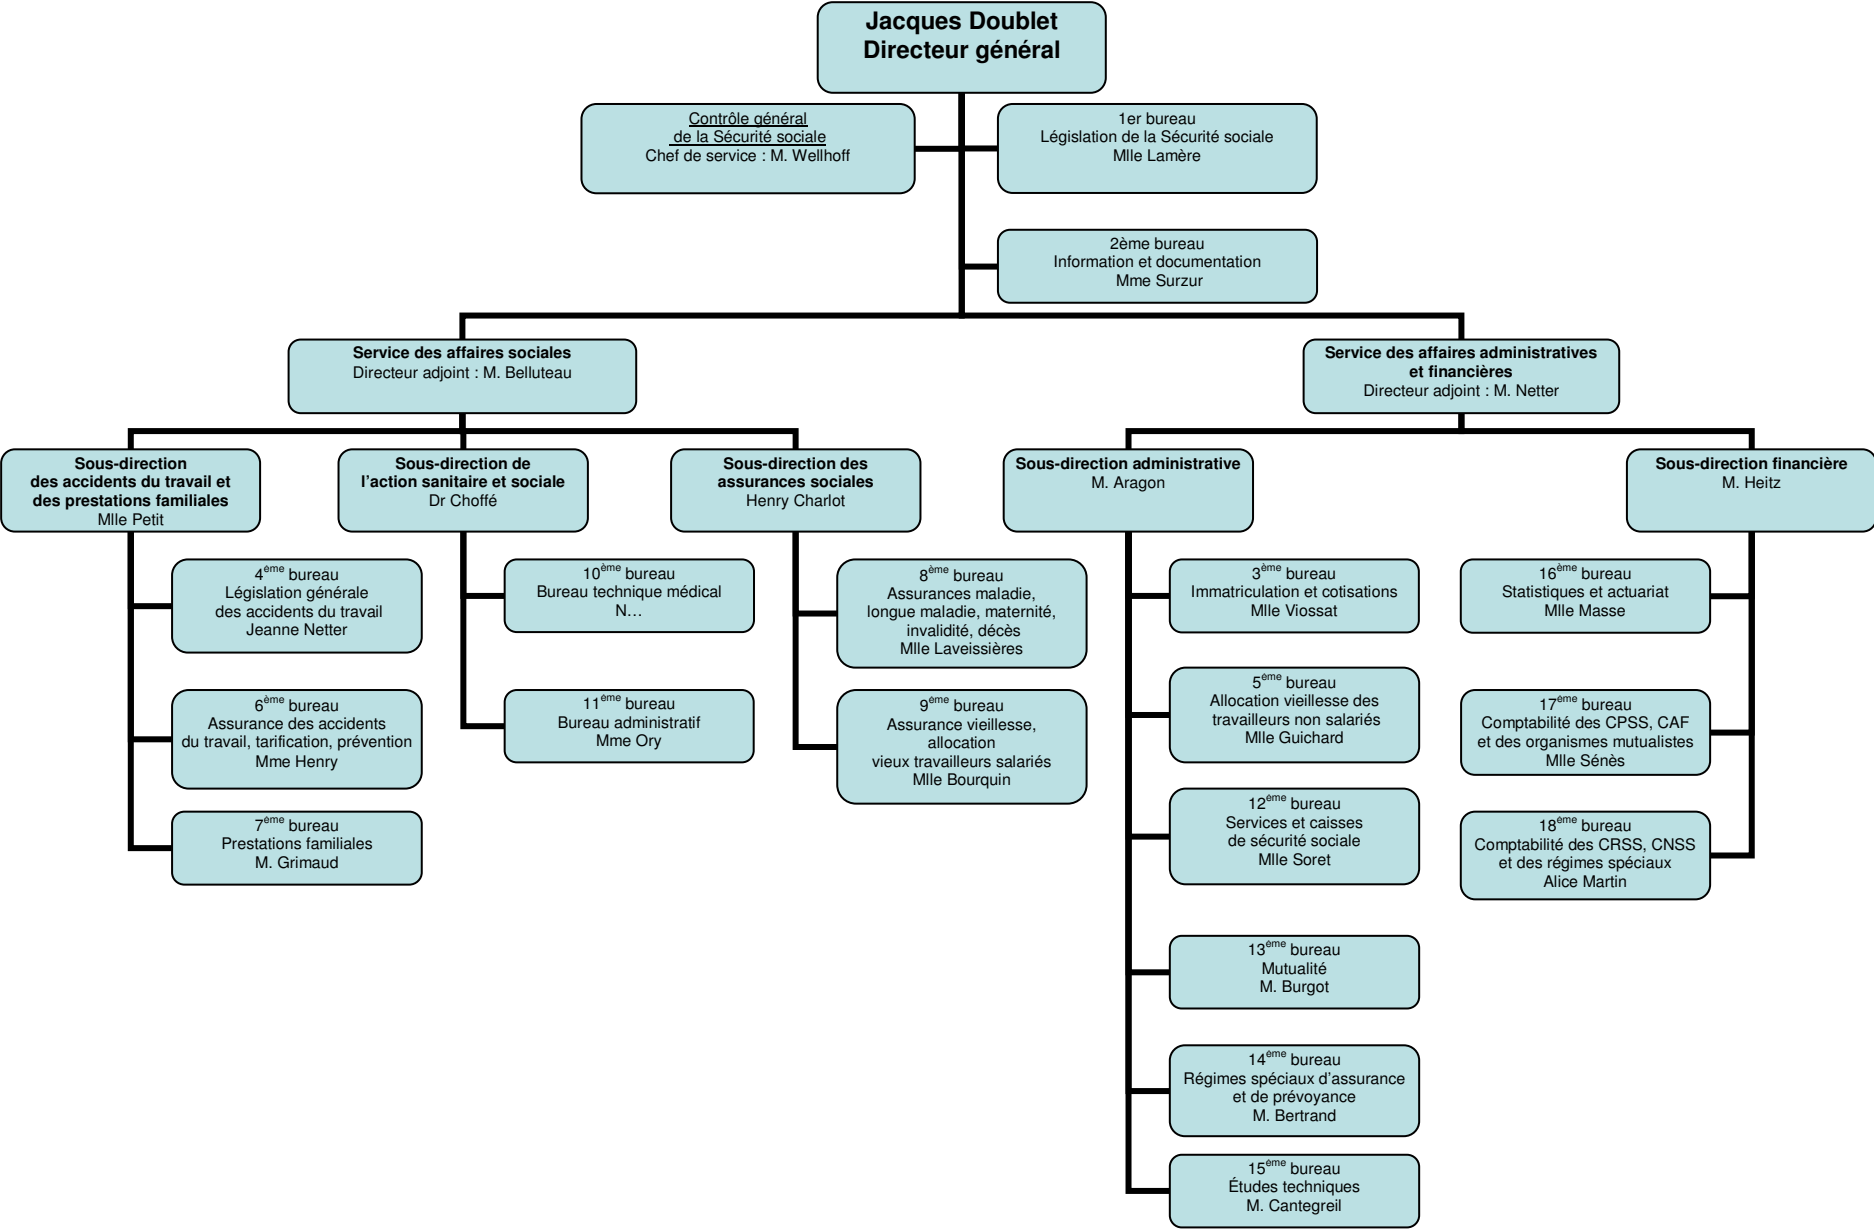 Jacques Doublet
Directeur général
Contrôle général
de la Sécurité sociale
Chef de service : M. Wellhoff
1er bureau
Législation de la Sécurité sociale
Mlle Lamère
2ème bureau
Information et documentation
Mme Surzur
Service des affaires sociales
Directeur adjoint : M. Belluteau
Service des affaires administratives
et financières
Directeur adjoint : M. Netter
Sous-direction
des accidents du travail et
des prestations familiales
Mlle Petit
Sous-direction de
l’action sanitaire et sociale
Dr Choffé
Sous-direction des
assurances sociales
Henry Charlot
Sous-direction administrative
M. Aragon
Sous-direction financière
M. Heitz
4ème bureau
Législation générale
des accidents du travail
Jeanne Netter
6ème bureau
Assurance des accidents
du travail, tarification, prévention
Mme Henry
7ème bureau
Prestations familiales
M. Grimaud
10ème bureau
Bureau technique médical
N…
11ème bureau
Bureau administratif
Mme Ory
8ème bureau
Assurances maladie,
longue maladie, maternité,
invalidité, décès
Mlle Laveissières
9ème bureau
Assurance vieillesse,
allocation
vieux travailleurs salariés
Mlle Bourquin
3ème bureau
Immatriculation et cotisations
Mlle Viossat
5ème bureau
Allocation vieillesse des
travailleurs non salariés
Mlle Guichard
12ème bureau
Services et caisses
de sécurité sociale
Mlle Soret
13ème bureau
Mutualité
M. Burgot
14ème bureau
Régimes spéciaux d’assurance
et de prévoyance
M. Bertrand
15ème bureau
Études techniques
M. Cantegreil
16ème bureau
Statistiques et actuariat
Mlle Masse
17ème bureau
Comptabilité des CPSS, CAF
et des organismes mutualistes
Mlle Sénès
18ème bureau
Comptabilité des CRSS, CNSS
et des régimes spéciaux
Alice Martin